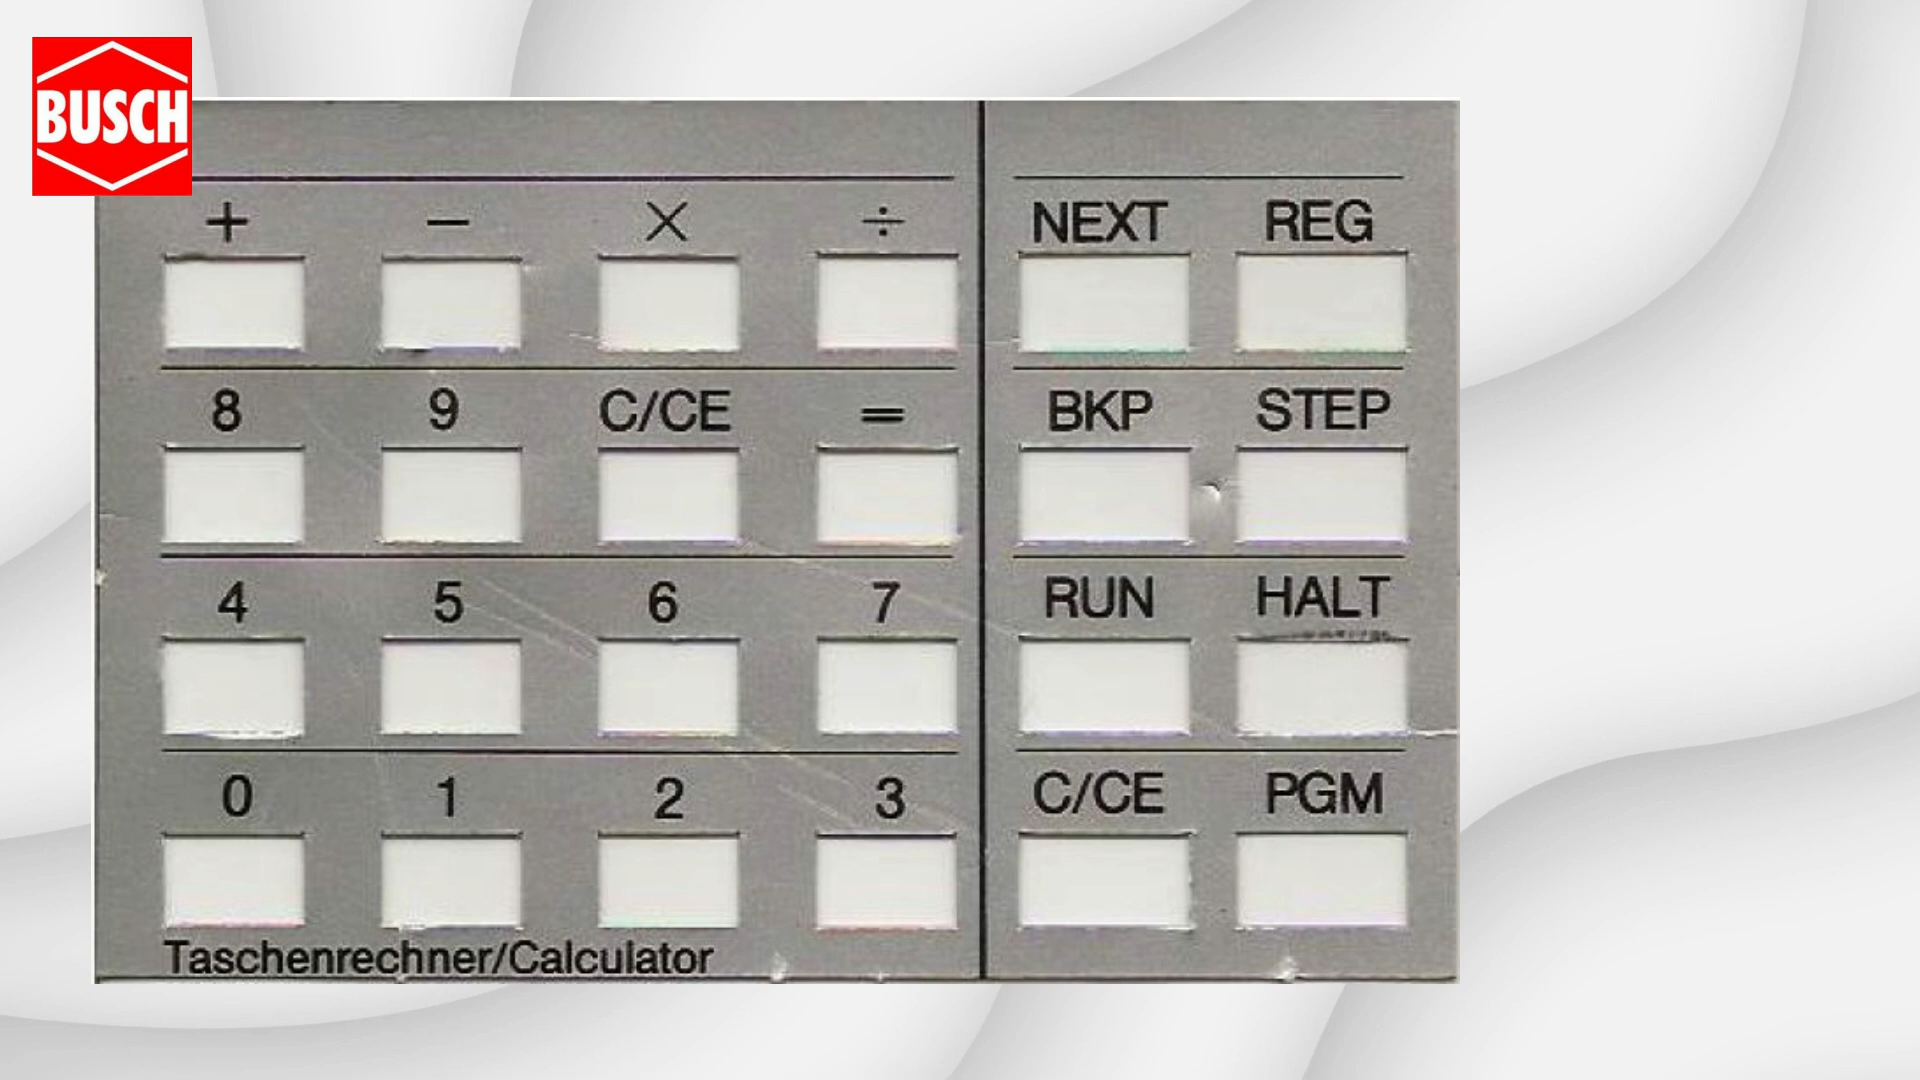 BUSCH
+ − × ÷ NEXT REG
8 9 C/CE = BKP STEP
4 5 6 7 RUN HALT
0 1 2 3 C/CE PGM
Taschenrechner/Calculator